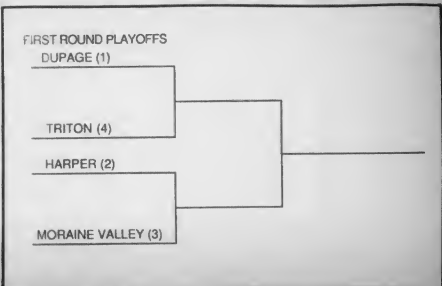 FIRST ROUND PLAYOFFS
DUPAGE (1)
TRITON (4)
HARPER (2)
MORAINE VALLEY (3)